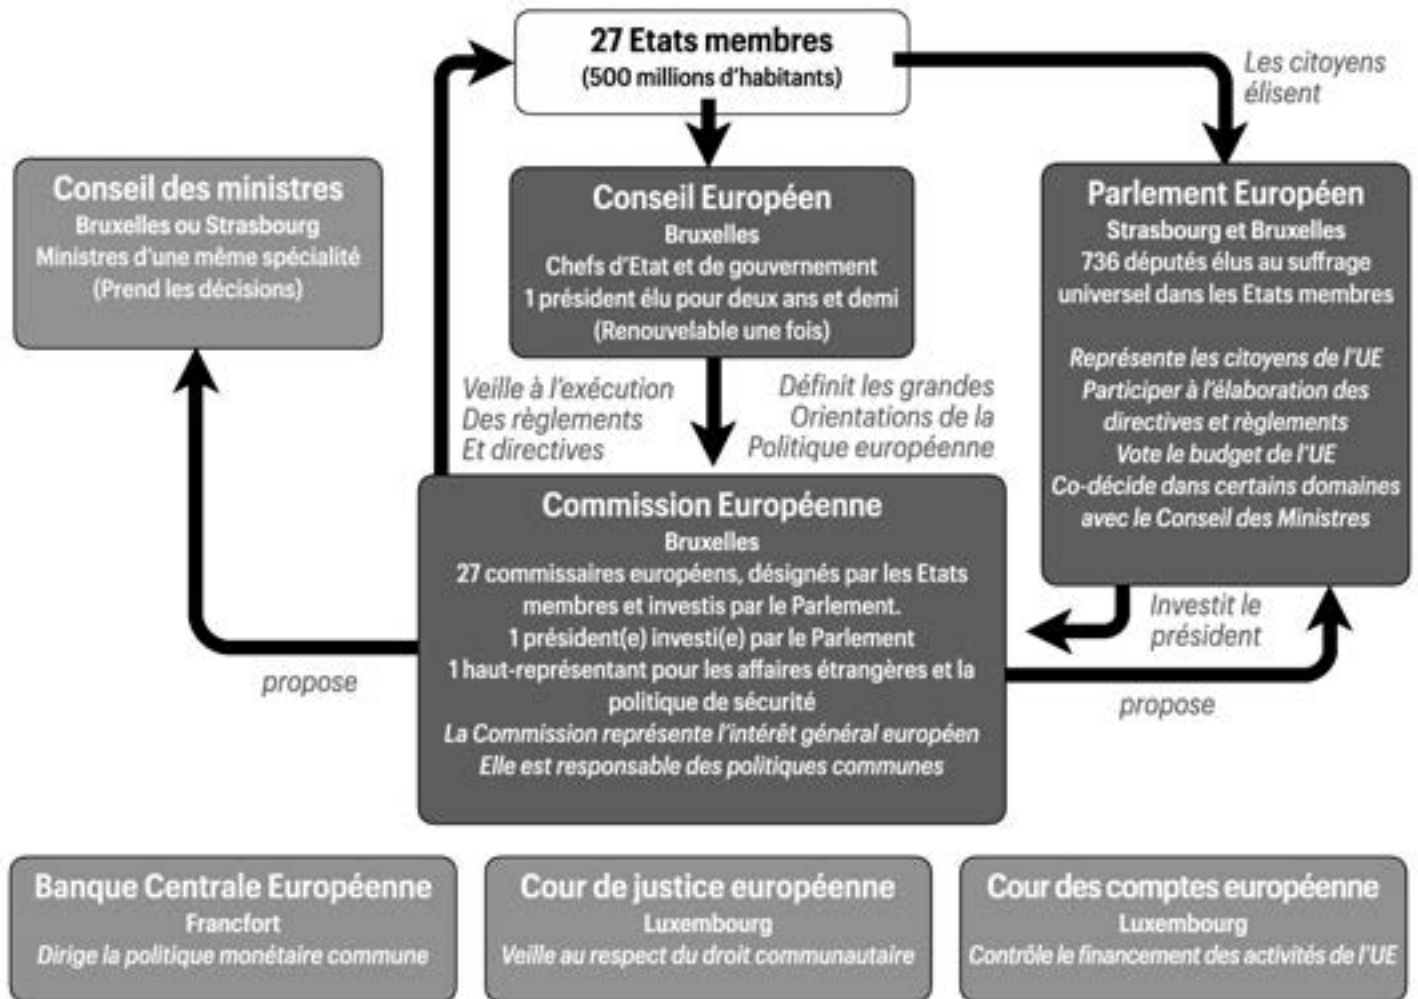 27 Etats membres
(500 millions d'habitants)
Les citoyens
élisent
Conseil des ministres
Bruxelles ou Strasbourg
Ministres d'une même spécialité
(Prend les décisions)
Conseil Européen
Bruxelles
Chefs d'Etat et de gouvernement
1 président élu pour deux ans et demi
(Renouvelable une fois)
Parlement Européen
Strasbourg et Bruxelles
736 députés élus au suffrage
universel dans les Etats membres
Représente les citoyens de l'UE
Participer à l'élaboration des
directives et règlements
Vote le budget de l'UE
Co-décide dans certains domaines
avec le Conseil des Ministres
Veille à l'exécution
Des règlements
Et directives
Définit les grandes
Orientations de la
Politique européenne
Commission Européenne
Bruxelles
27 commissaires européens, désignés par les Etats
membres et investis par le Parlement.
1 président(e) investi(e) par le Parlement
1 haut-représentant pour les affaires étrangères et la
politique de sécurité
La Commission représente l'intérêt général européen
Elle est responsable des politiques communes
Investit le
président
propose
propose
Banque Centrale Européenne
Francfort
Dirige la politique monétaire commune
Cour de justice européenne
Luxembourg
Veille au respect du droit communautaire
Cour des comptes européenne
Luxembourg
Contrôle le financement des activités de l'UE